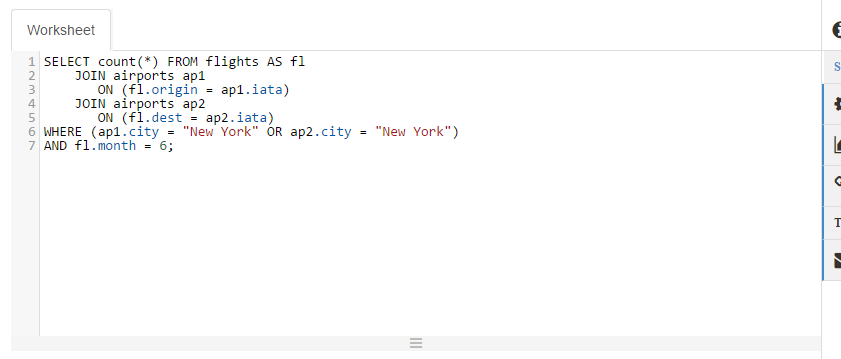 Worksheet
1 SELECT count(*) FROM flights AS fl
2     JOIN airports ap1
3        ON (fl.origin = ap1.iata)
4     JOIN airports ap2
5        ON (fl.dest = ap2.iata)
6 WHERE (ap1.city = "New York" OR ap2.city = "New York")
7 AND fl.month = 6;
S
T